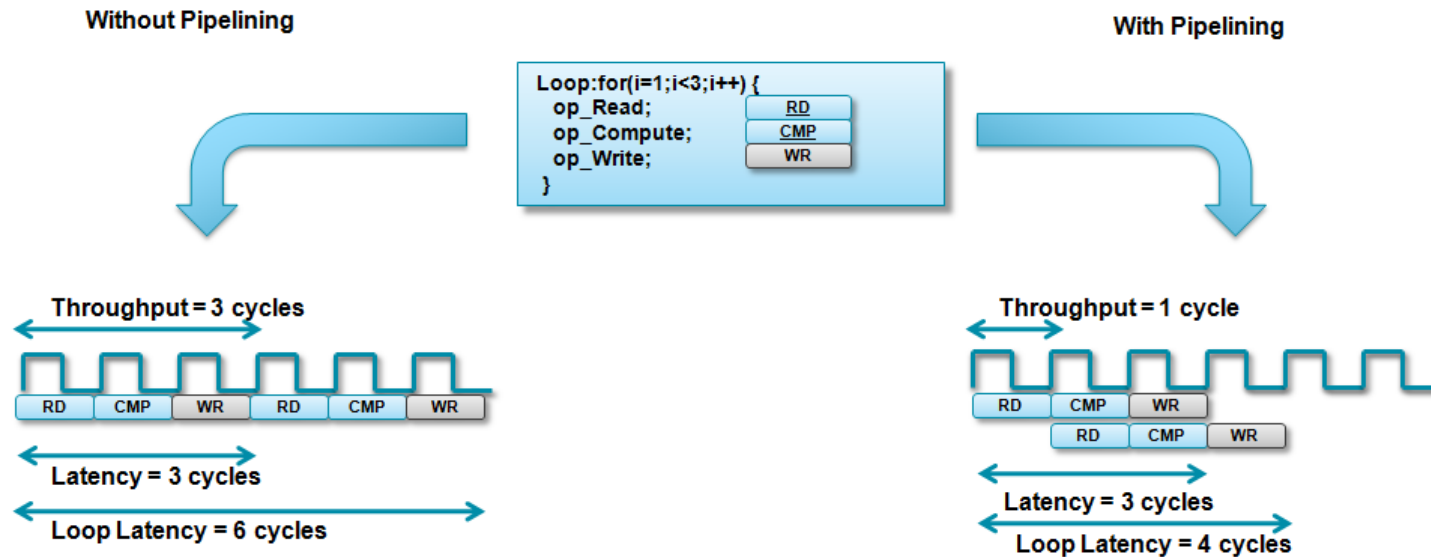 Without Pipelining
With Pipelining
Loop:for(i=1;i<3;i++) {
op_Read;
RD
op_Compute;
CMP
op_Write;
WR
}
Throughput = 3 cycles
RD CMP WR RD CMP WR
Latency = 3 cycles
Loop Latency = 6 cycles
Throughput = 1 cycle
RD CMP WR
RD CMP WR
Latency = 3 cycles
Loop Latency = 4 cycles